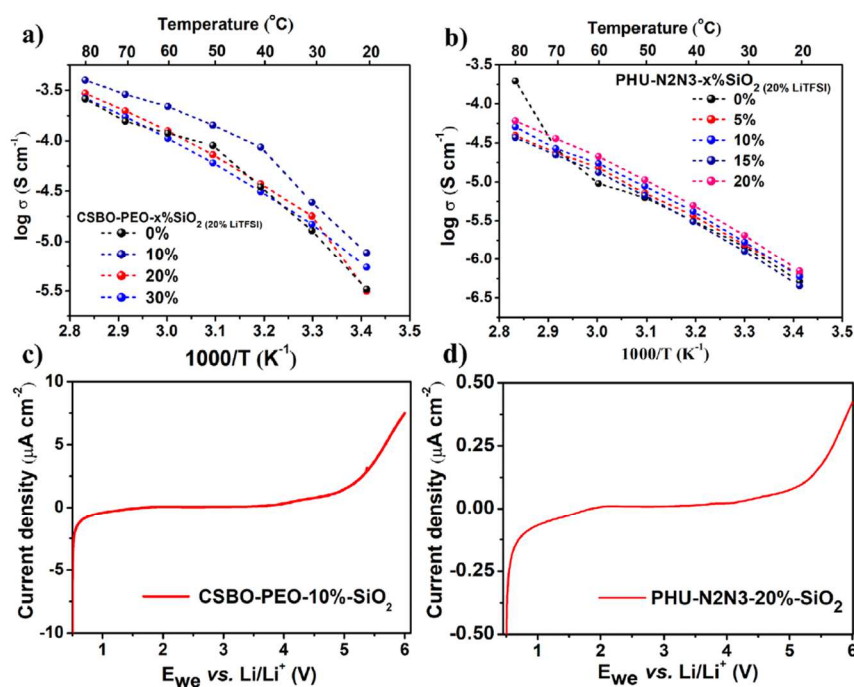 a)
Temperature (°C)
80 70 60 50 40 30 20
log σ (S cm⁻¹)
-3.5
-4.0
-4.5
-5.0
-5.5
CSBO-PEO-x%SiO₂ (20% LiTFSI)
0%
10%
20%
30%
2.8 2.9 3.0 3.1 3.2 3.3 3.4 3.5
1000/T (K⁻¹)
b)
Temperature (°C)
80 70 60 50 40 30 20
log σ (S cm⁻¹)
-3.5
-4.0
-4.5
-5.0
-5.5
-6.0
-6.5
PHU-N2N3-x%SiO₂ (20% LiTFSI)
0%
5%
10%
15%
20%
2.8 2.9 3.0 3.1 3.2 3.3 3.4 3.5
1000/T (K⁻¹)
c)
Current density (μA cm⁻²)
10
5
0
-5
-10
CSBO-PEO-10%-SiO₂
1 2 3 4 5 6
Ewe vs. Li/Li⁺ (V)
d)
Current density (μA cm⁻²)
0.50
0.25
0.00
-0.25
-0.50
PHU-N2N3-20%-SiO₂
1 2 3 4 5 6
Ewe vs. Li/Li⁺ (V)